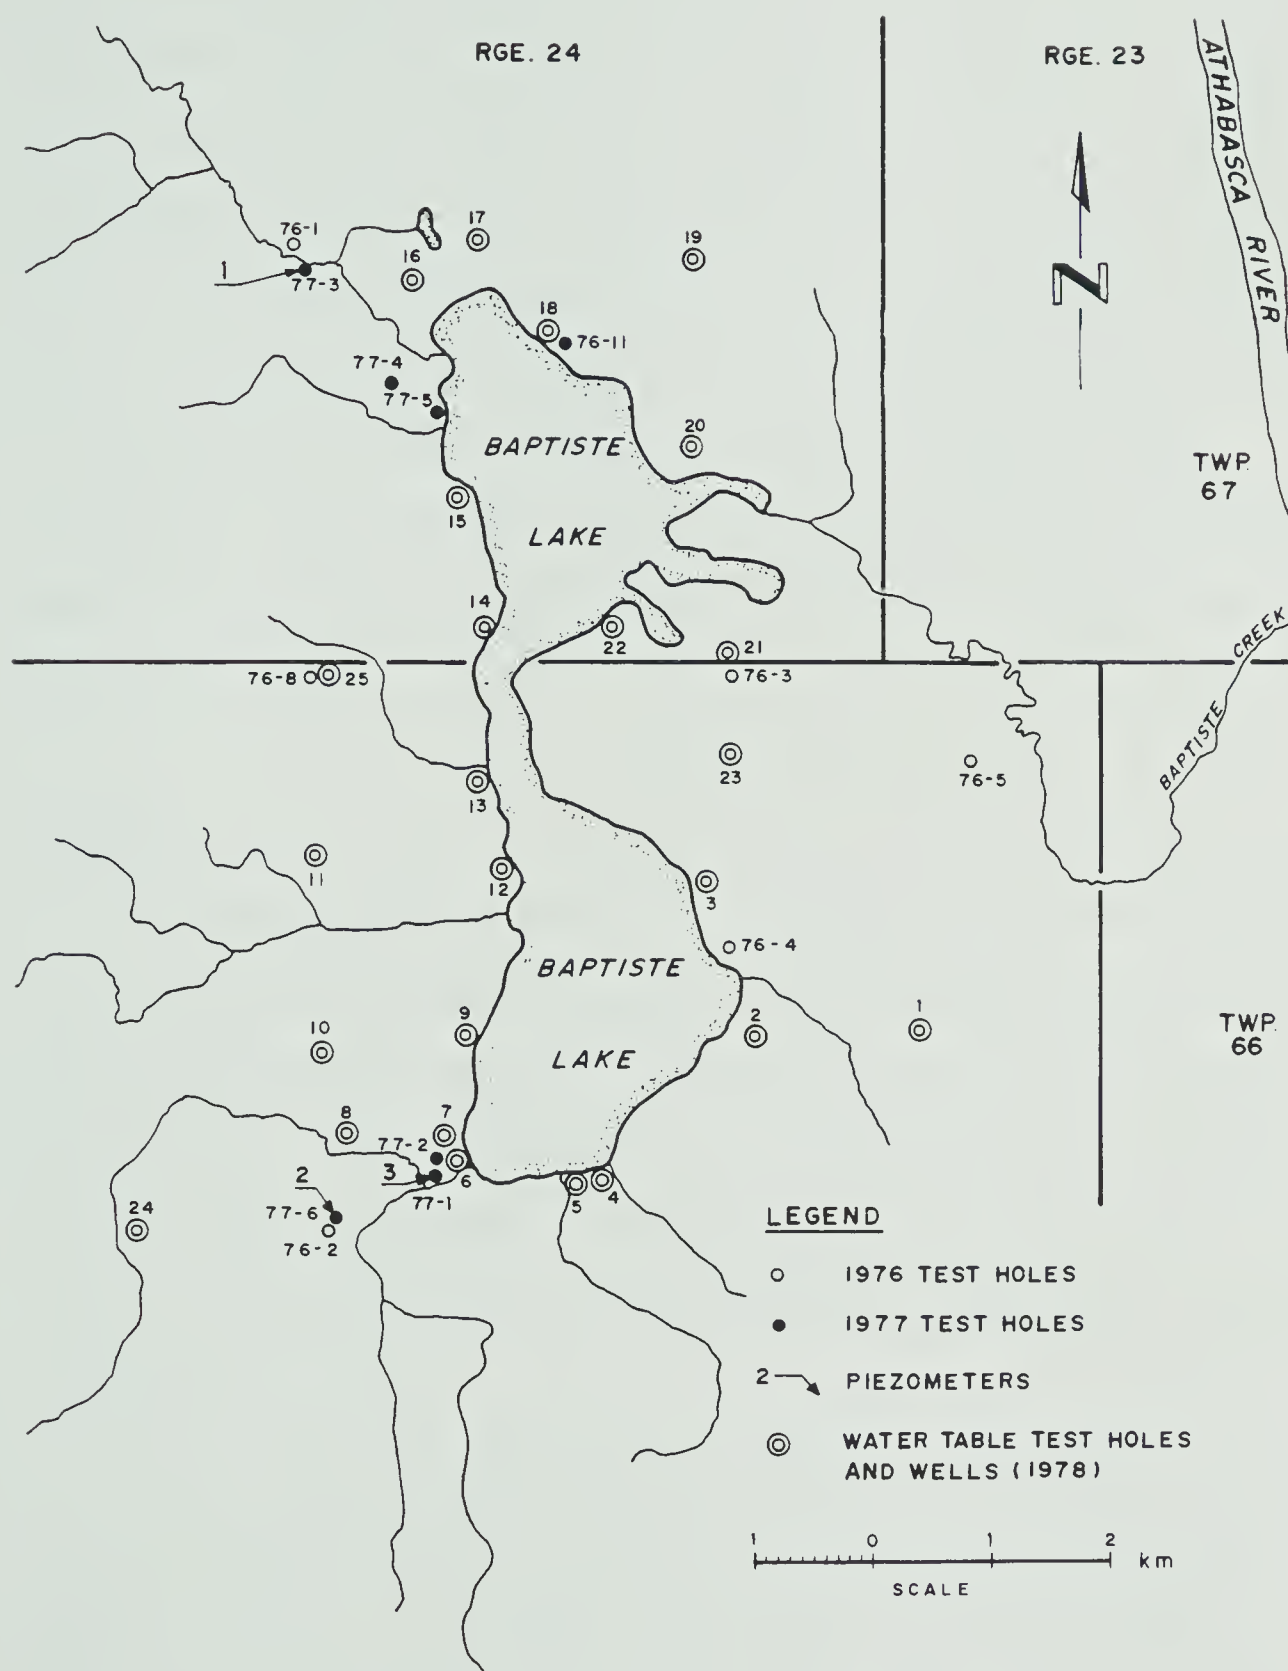 RGE. 24
RGE. 23
ATHABASCA RIVER
76-1
17
19
16
1
77-3
18
76-11
77-4
77-5
20
BAPTISTE
TWP.
67
15
LAKE
14
22
21
CREEK
76-8
25
76-3
23
BAPTISTE
76-5
13
11
12
3
76-4
BAPTISTE
1
10
9
2
TWP.
66
LAKE
8
7
77-2
2
3
6
77-1
5
4
24
77-6
76-2
LEGEND
1976 TEST HOLES
1977 TEST HOLES
2
PIEZOMETERS
WATER TABLE TEST HOLES
AND WELLS (1978)
1 0 1 2
km
SCALE
N